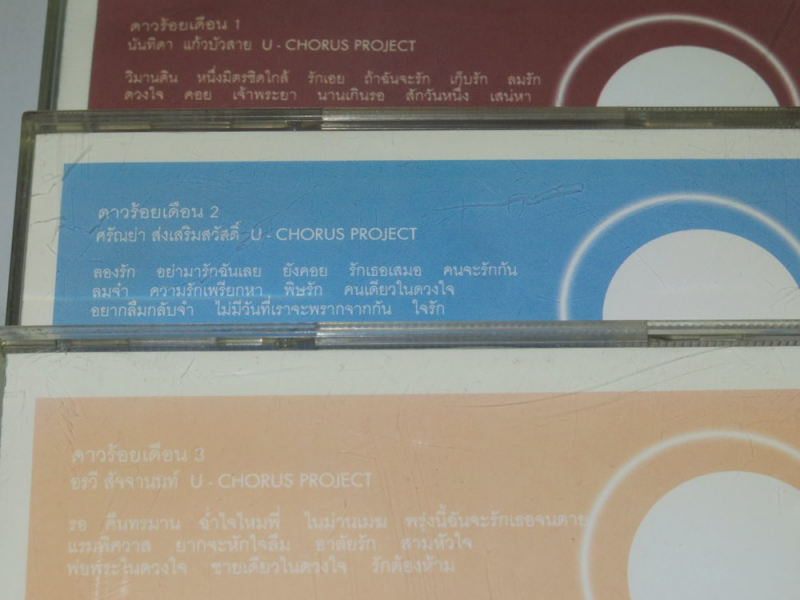 ดาวร้อยเดือน 1
นันทิดา แก้วบัวสาย U - CHORUS PROJECT
วิมานดิน หนึ่งมิตรชิดใกล้ รักเอย ถ้าฉันจะรัก เก็บรัก ลมรัก
ดวงใจ คอย เจ้าพระยา นานเกินรอ สักวันหนึ่ง เสน่หา
ดาวร้อยเดือน 2
ศรัณย่า ส่งเสริมสวัสดิ์ U - CHORUS PROJECT
ลองรัก อย่ามารักฉันเลย ยังคอย รักเธอเสมอ คนจะรักกัน
ลมจ๋า ความรักเพรียกหา พิษรัก คนเดียวในดวงใจ
อยากลืมกลับจำ ไม่มีวันที่เราจะพรากจากกัน ใจรัก
ดาวร้อยเดือน 3
อรวี สัจจานนท์ U - CHORUS PROJECT
รอ คืนทรมาน ฉ่ำใจไหมพี่ ในม่านเมฆ พรุ่งนี้ฉันจะรักเธอจนตาย
แรมพิศวาส ยากจะหักใจลืม อาลัยรัก สามหัวใจ
พ่อพระในดวงใจ ชายเดียวในดวงใจ รักต้องห้าม